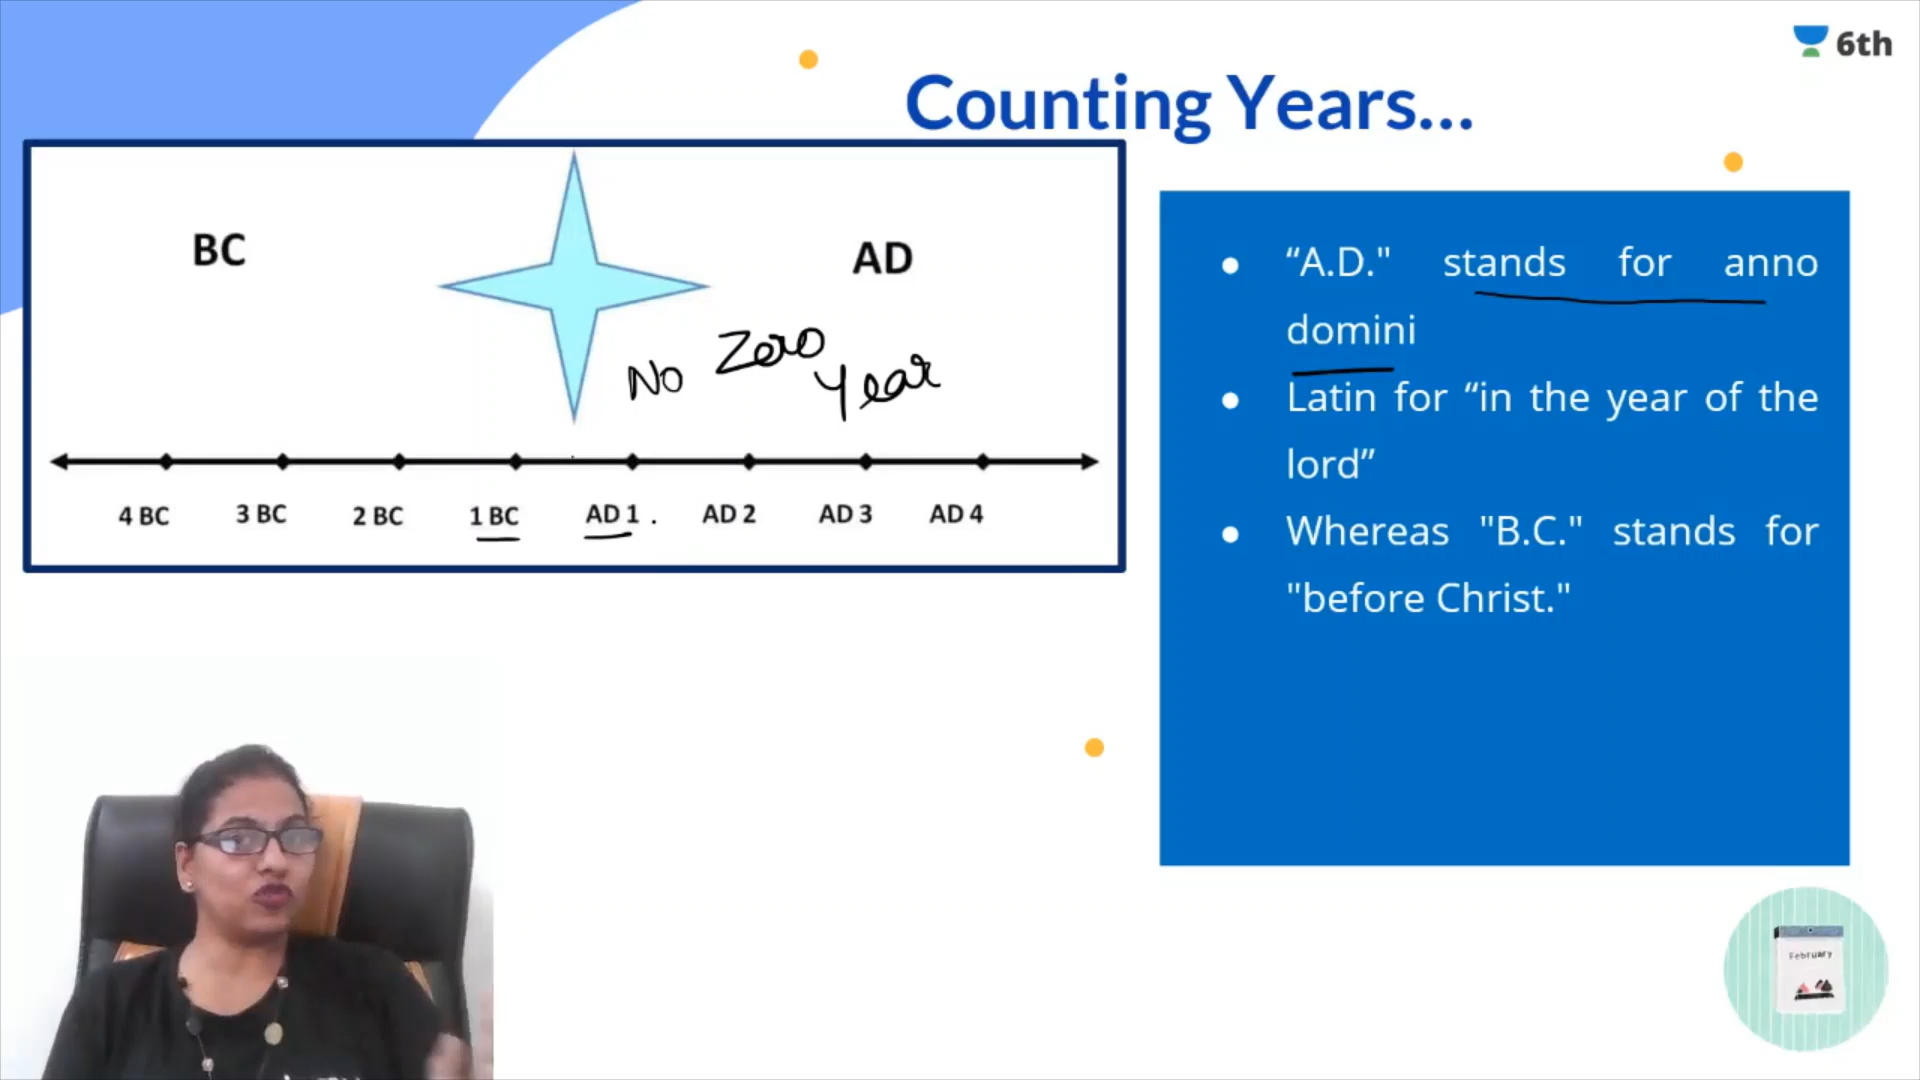 6th
Counting Years...
BC
AD
No Zero
Year
4 BC 3 BC 2 BC 1 BC AD 1 . AD 2 AD 3 AD 4
● “A.D." stands for anno
domini
● Latin for “in the year of the
lord”
● Whereas "B.C." stands for
"before Christ."
February